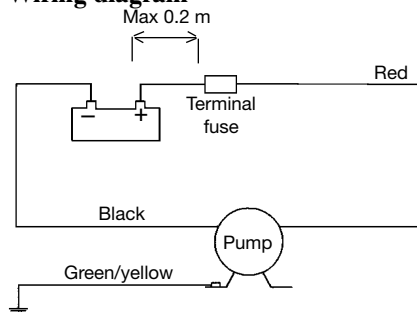 Wiring diagram
Max 0.2 m
Red
− +
Terminal
fuse
Black
Pump
Green/yellow